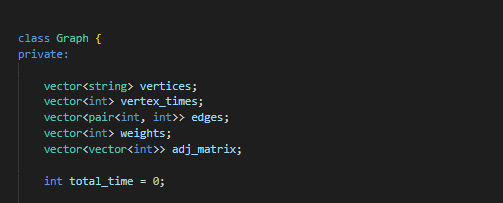 class Graph {
private:
vector<string> vertices;
vector<int> vertex_times;
vector<pair<int, int>> edges;
vector<int> weights;
vector<vector<int>> adj_matrix;
int total_time = 0;